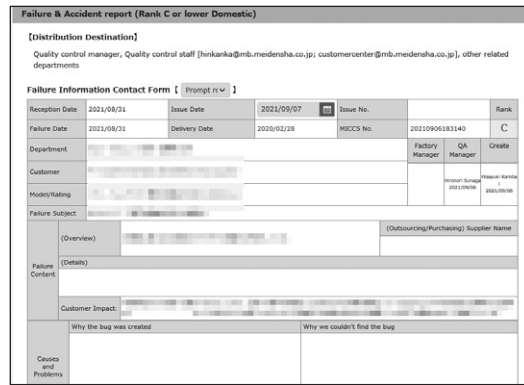 Failure & Accident report (Rank C or lower Domestic)
【Distribution Destination】
Quality control manager, Quality control staff [hinkanka@mb.meidensha.co.jp; customercenter@mb.meidensha.co.jp], other related
departments
Failure Information Contact Form 【 Prompt re 】
Reception Date 2021/08/31 Issue Date 2021/09/07 Issue No. Rank
Failure Date 2021/08/31 Delivery Date 2020/02/28 MICCS No. 20210906183140 C
Department
Factory Manager QA Manager Create
Customer
Hironori Sunaga
2021/09/06
2021/09/06
Model/Rating
Failure Subject
(Overview)
(Outsourcing/Purchasing) Supplier Name
Failure Content
(Details)
Customer Impact:
Why the bug was created Why we couldn't find the bug
Causes
and
Problems